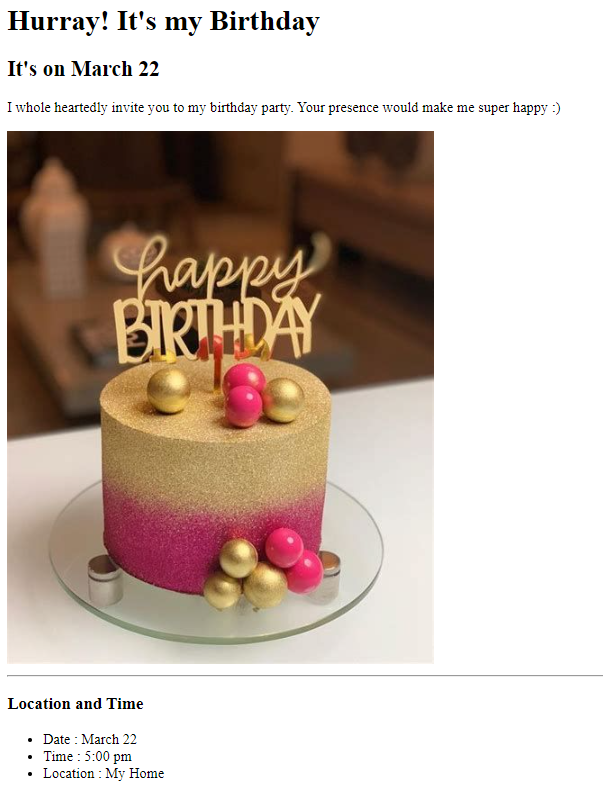 Hurray! It's my Birthday
It's on March 22
I whole heartedly invite you to my birthday party. Your presence would make me super happy :)
happy
BIRTHDAY
Location and Time
Date : March 22
Time : 5:00 pm
Location : My Home